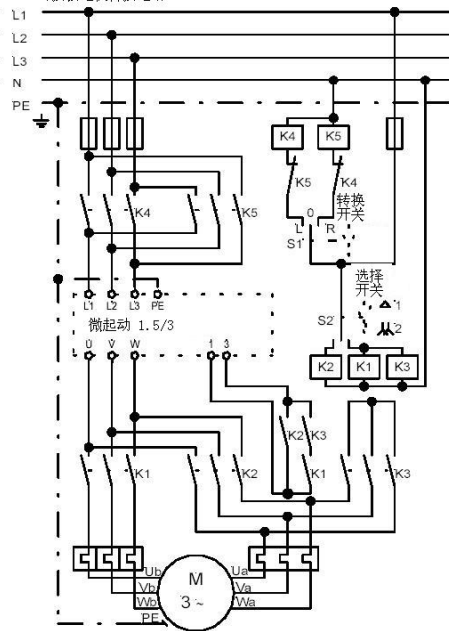 L1
L2
L3
N
PE
K4
K5
K5
K4
转换
开关
L
0
R
S1
K4
K5
选择
开关
1
S2
2
L1
L2
L3
PE
微起动 1.5/3
U
V
W
1
3
K2
K1
K3
K2
K3
K1
K2
K1
K3
Ub
Vb
Wb
M
3 ~
Ua
Va
Wa
PE